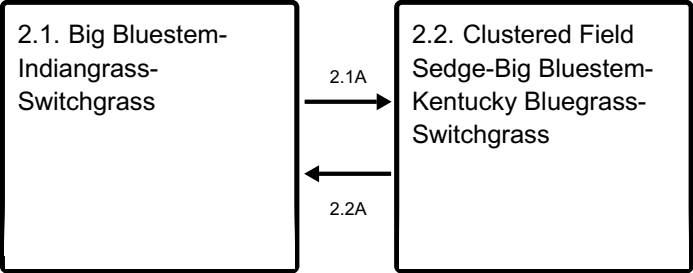 2.1. Big Bluestem-
Indiangrass-
Switchgrass
2.1A
2.2A
2.2. Clustered Field
Sedge-Big Bluestem-
Kentucky Bluegrass-
Switchgrass